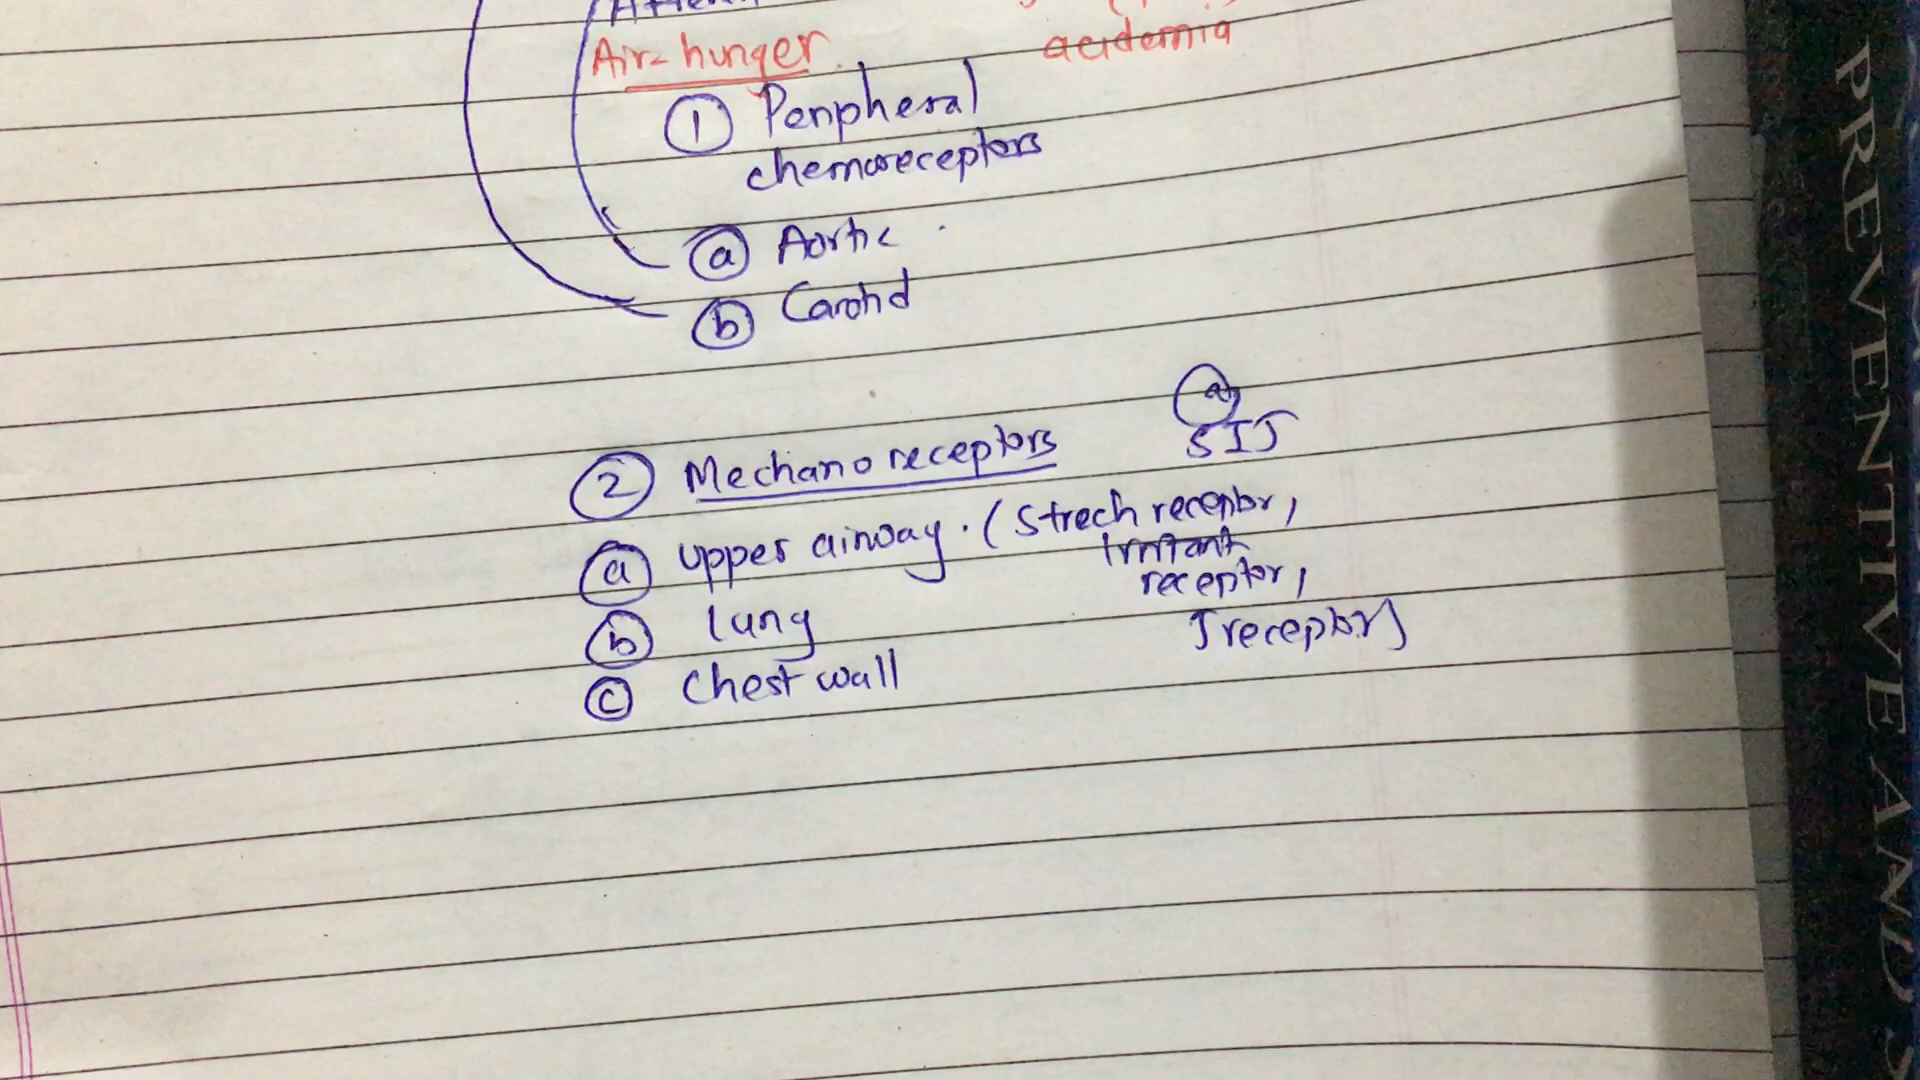 Air-hunger.
acidemia
① Peripheral
chemoreceptors
ⓐ Aortic
ⓑ Carotid
ⓐ
SIJ
② Mechanoreceptors
ⓐ upper airway. (Strech receptor,
Irritant
receptor,
ⓑ lung
J receptor)
ⓒ Chest wall
PREVENTIVE AND S